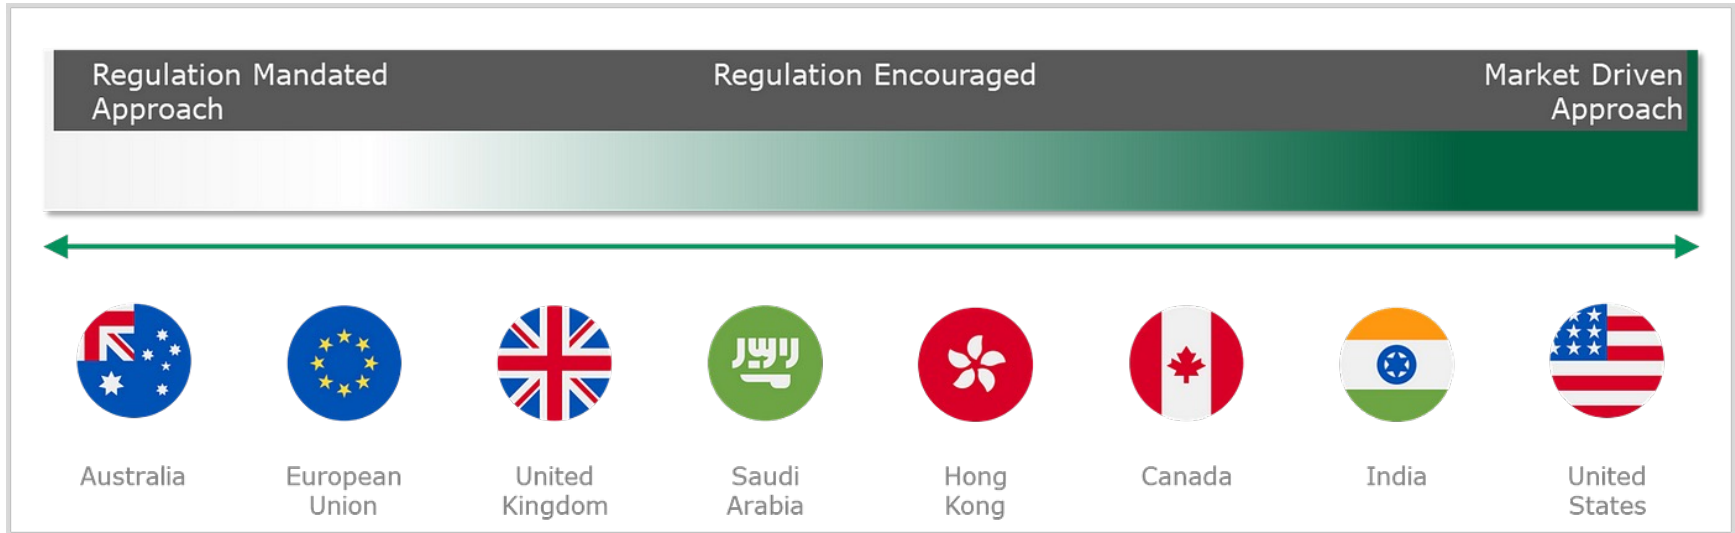 Regulation Mandated
Approach
Regulation Encouraged
Market Driven
Approach
Australia
European
Union
United
Kingdom
Saudi
Arabia
Hong
Kong
Canada
India
United
States